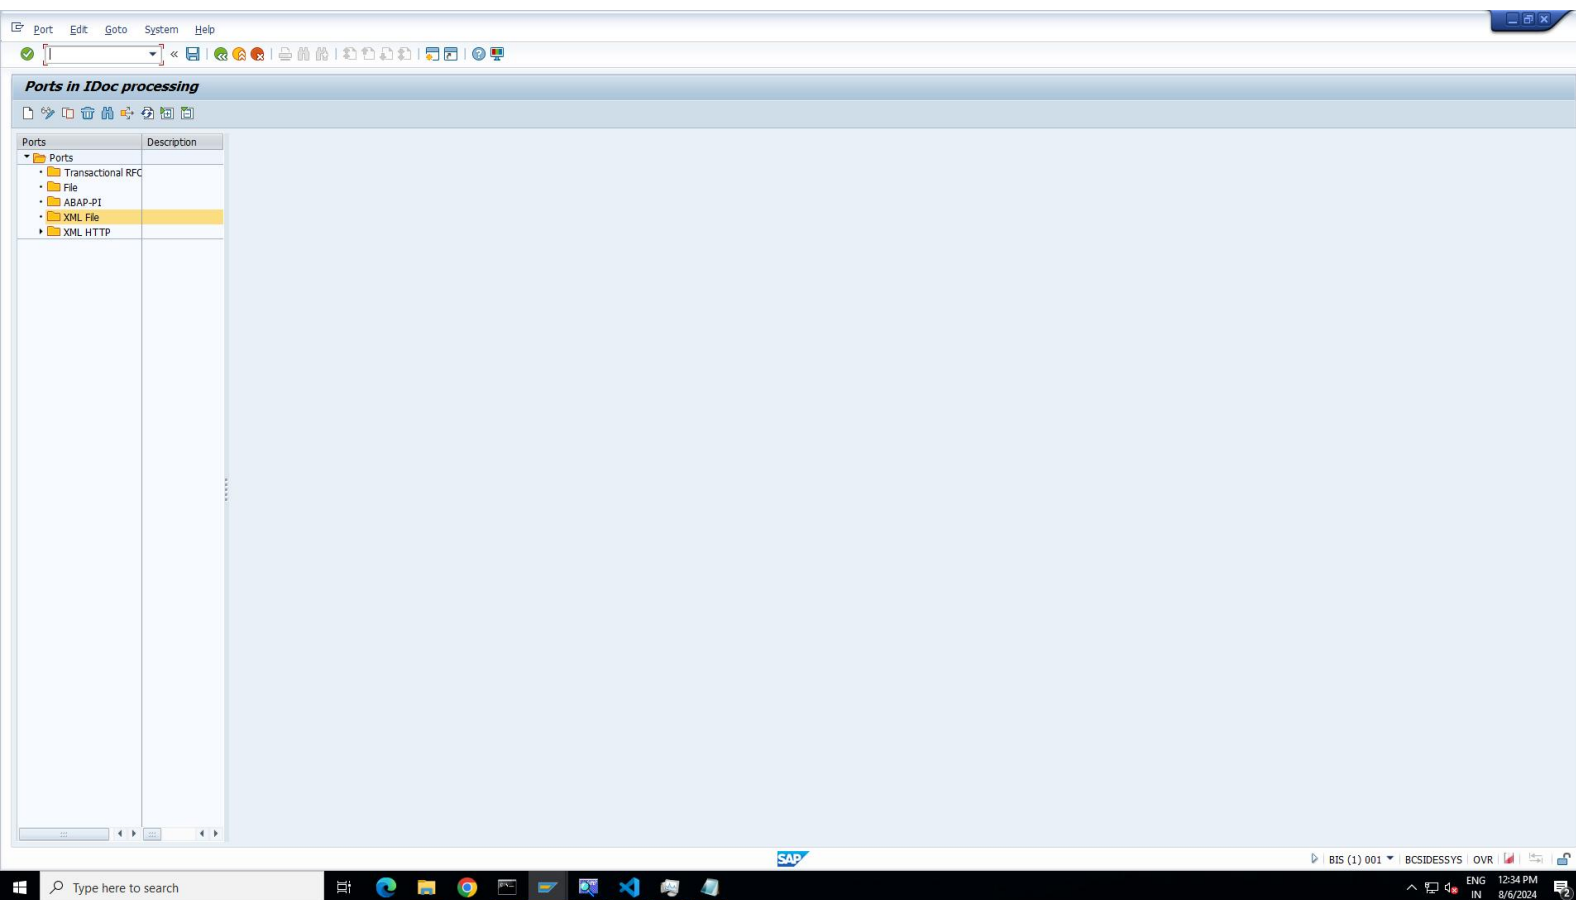 Port Edit Goto System Help
«
Ports in IDoc processing
Ports Description
Ports
Transactional RFC
File
ABAP-PI
XML File
XML HTTP
SAP
BIS (1) 001 BCSIDESSYS OVR
Type here to search
ENG 12:34 PM
IN 8/6/2024
2